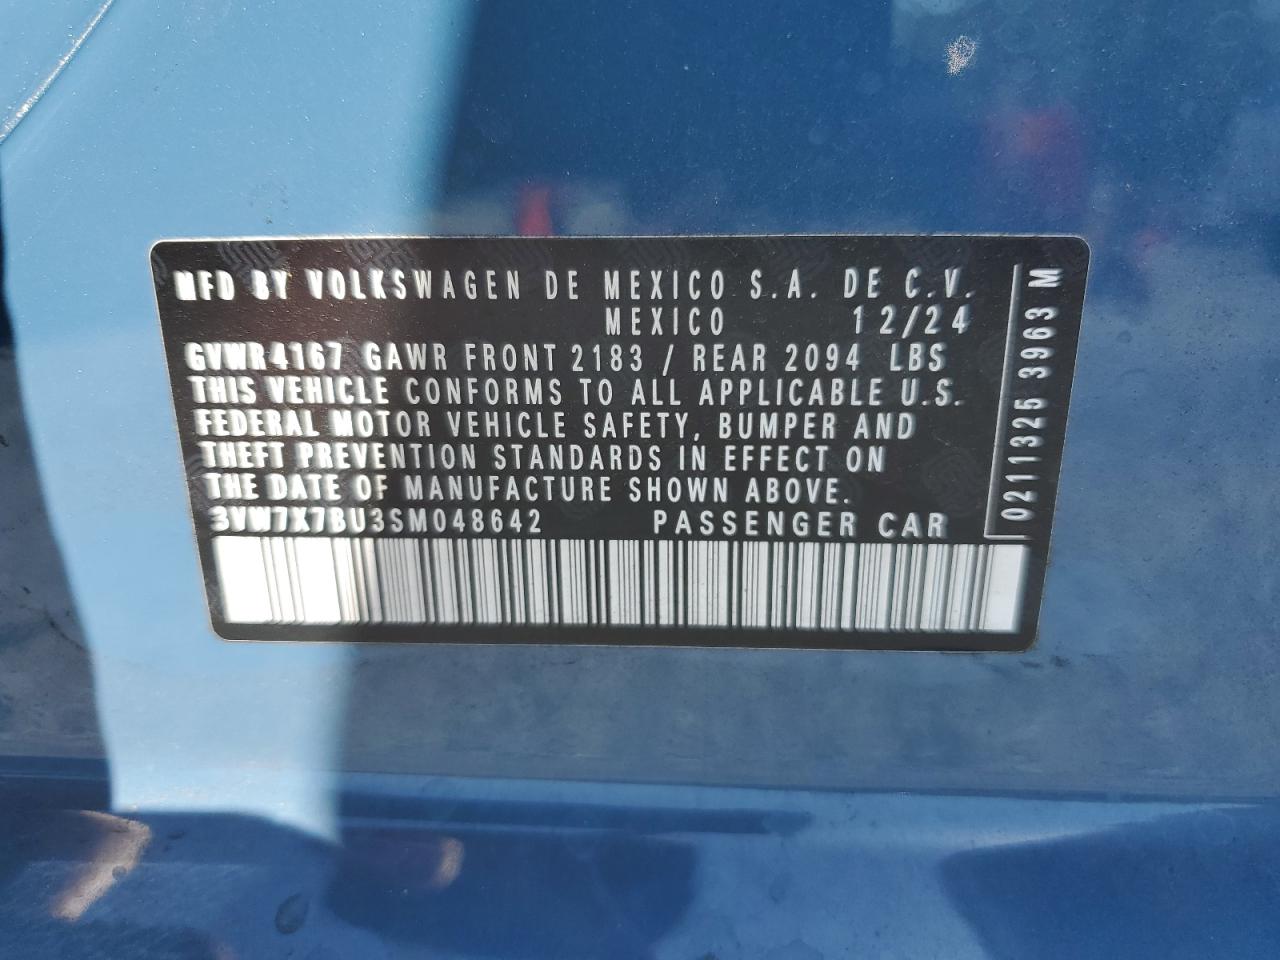 MFD BY VOLKSWAGEN DE MEXICO S.A. DE C.V.
MEXICO 12/24
GVWR4167 GAWR FRONT 2183 / REAR 2094 LBS
THIS VEHICLE CONFORMS TO ALL APPLICABLE U.S.
FEDERAL MOTOR VEHICLE SAFETY, BUMPER AND
THEFT PREVENTION STANDARDS IN EFFECT ON
THE DATE OF MANUFACTURE SHOWN ABOVE.
3VW7X7BU3SM048642 PASSENGER CAR
0211325 3963 M